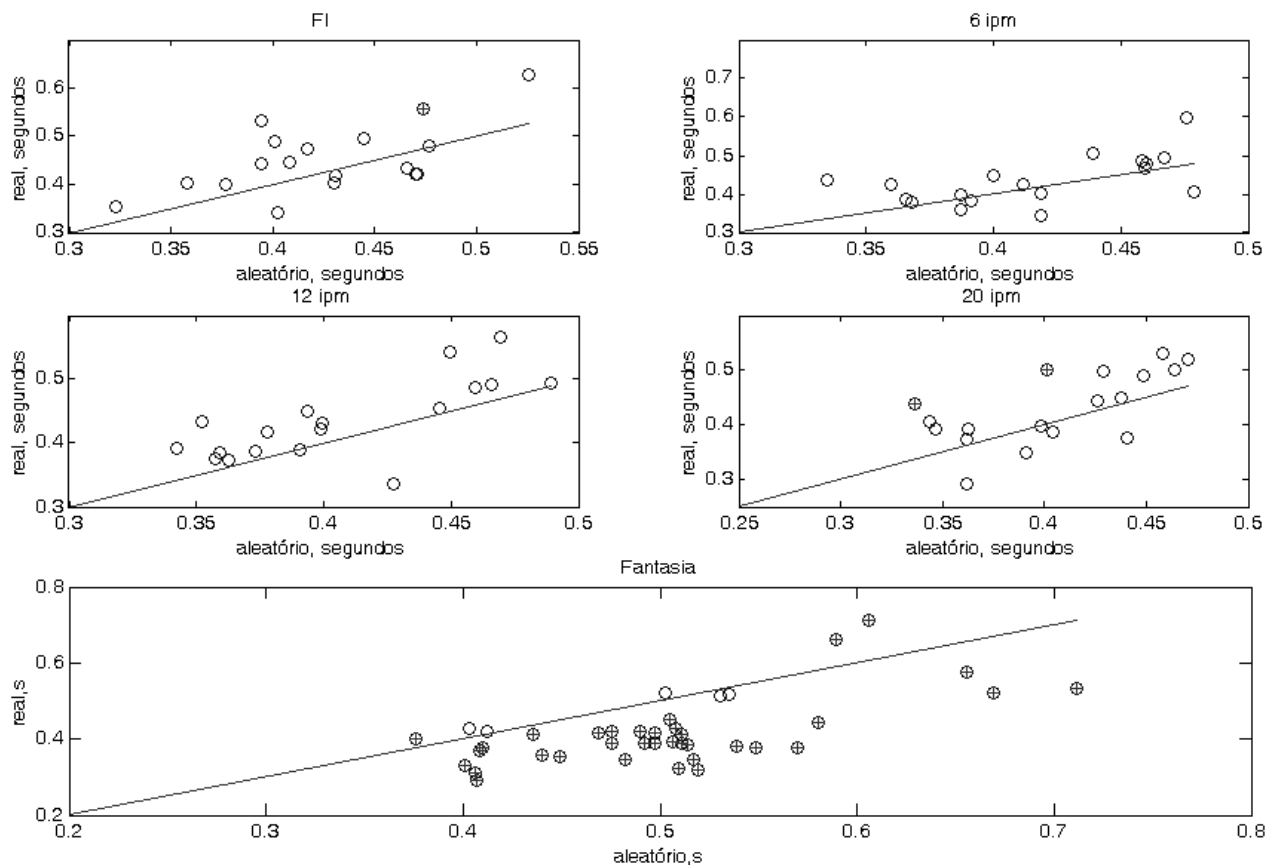 FI
real, segundos
0.6
0.5
0.4
0.3
0.3 0.35 0.4 0.45 0.5 0.55
aleatório, segundos
6 ipm
real, segundos
0.7
0.6
0.5
0.4
0.3
0.3 0.35 0.4 0.45 0.5
aleatório, segundos
12 ipm
real, segundos
0.5
0.4
0.3
0.3 0.35 0.4 0.45 0.5
aleatório, segundos
20 ipm
real, segundos
0.5
0.4
0.3
0.25 0.3 0.35 0.4 0.45 0.5
aleatório, segundos
Fantasia
real,s
0.8
0.6
0.4
0.2
0.2 0.3 0.4 0.5 0.6 0.7 0.8
aleatório,s